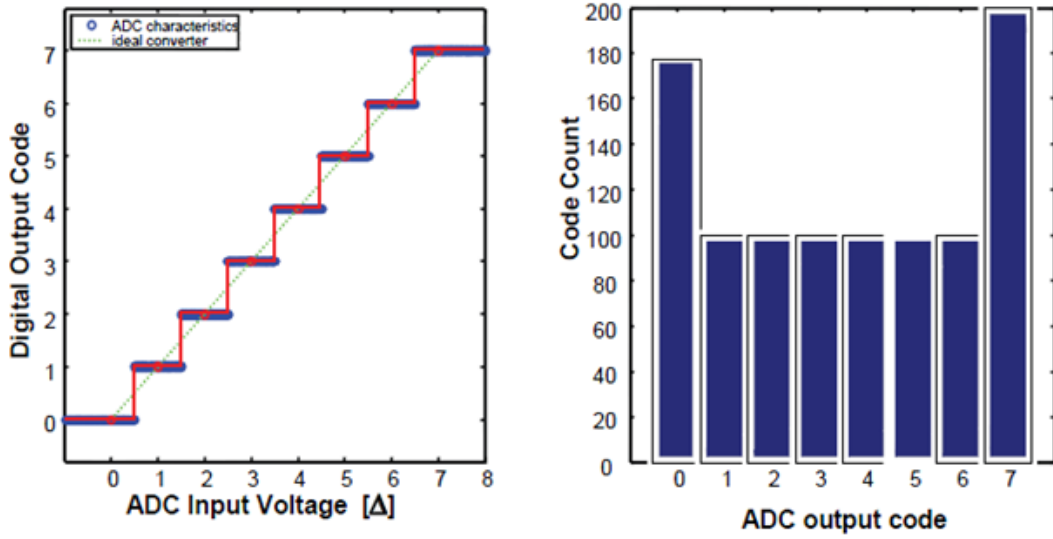 ADC characteristics
ideal converter
Digital Output Code
7
6
5
4
3
2
1
0
0 1 2 3 4 5 6 7 8
ADC Input Voltage [Δ]
Code Count
200
180
160
140
120
100
80
60
40
20
0
0 1 2 3 4 5 6 7
ADC output code